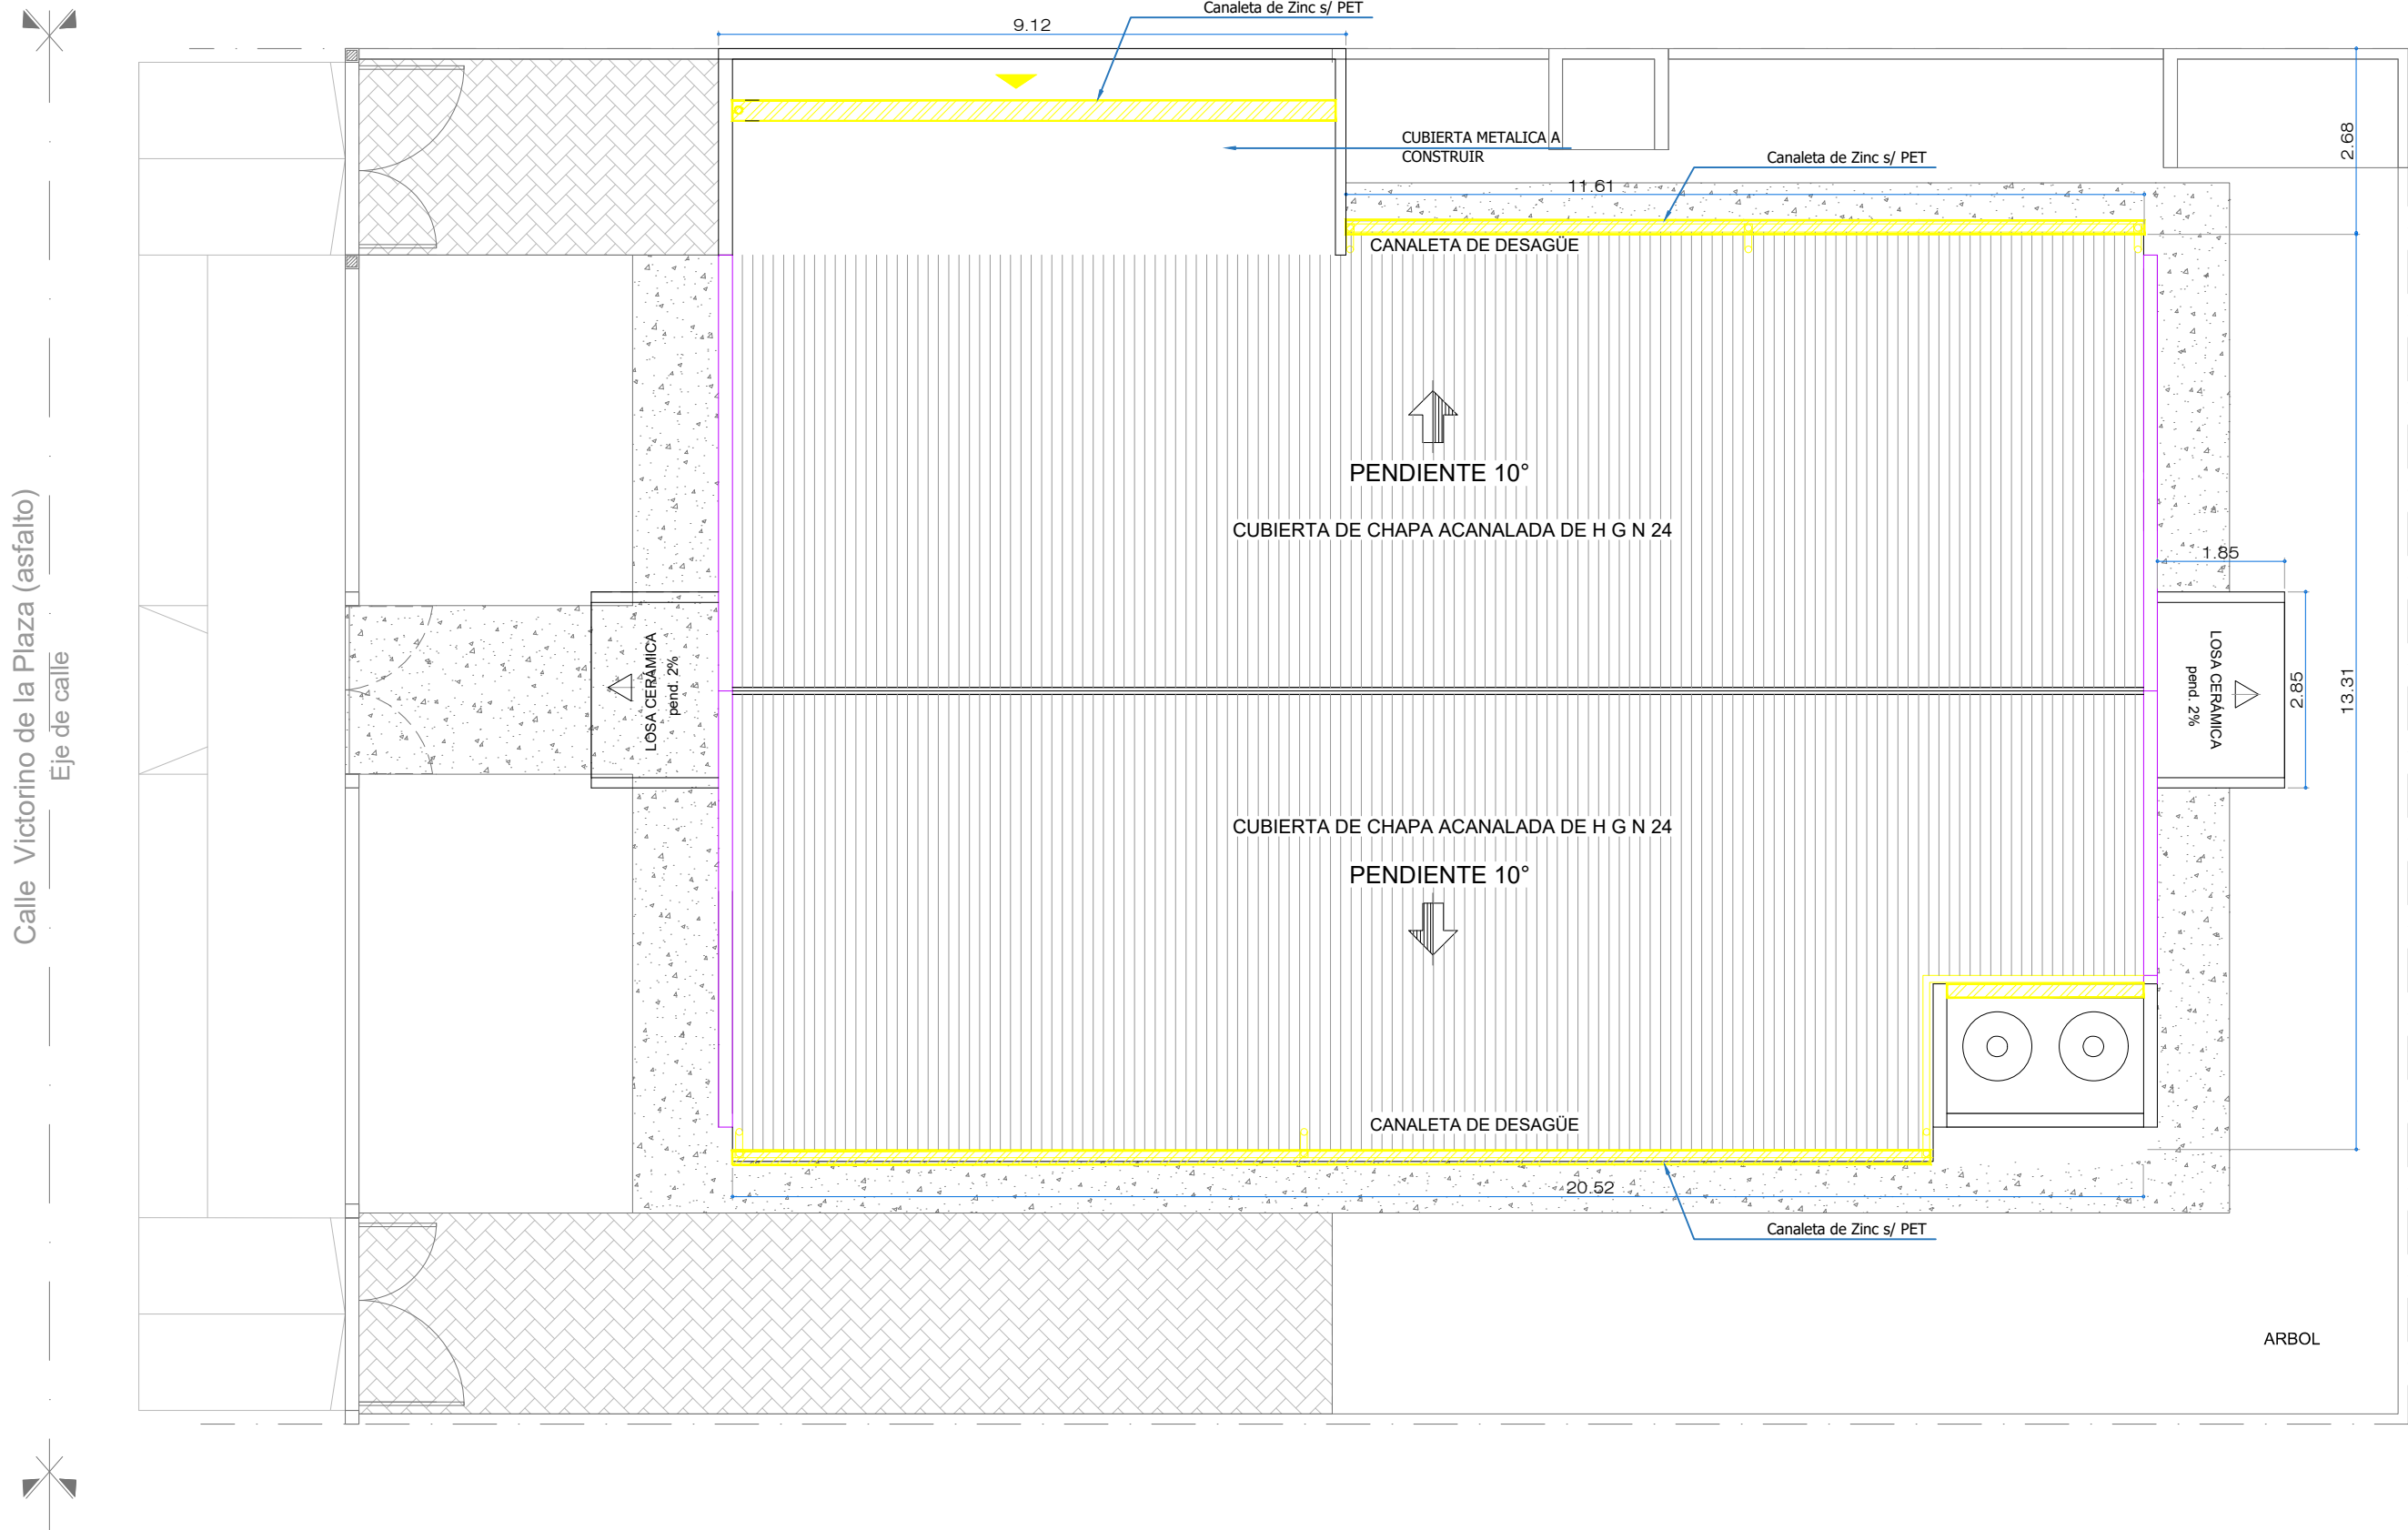 Canaleta de Zinc s/ PET
9.12
CUBIERTA METALICA A
CONSTRUIR
Canaleta de Zinc s/ PET
2.68
11.61
CANALETA DE DESAGÜE
PENDIENTE 10°
CUBIERTA DE CHAPA ACANALADA DE H G N 24
1.85
Calle Victorino de la Plaza (asfalto)
Eje de calle
LOSA CERÁMICA
pend. 2%
LOSA CERÁMICA
pend. 2%
2.85
13.31
CUBIERTA DE CHAPA ACANALADA DE H G N 24
PENDIENTE 10°
CANALETA DE DESAGÜE
20.52
Canaleta de Zinc s/ PET
ARBOL